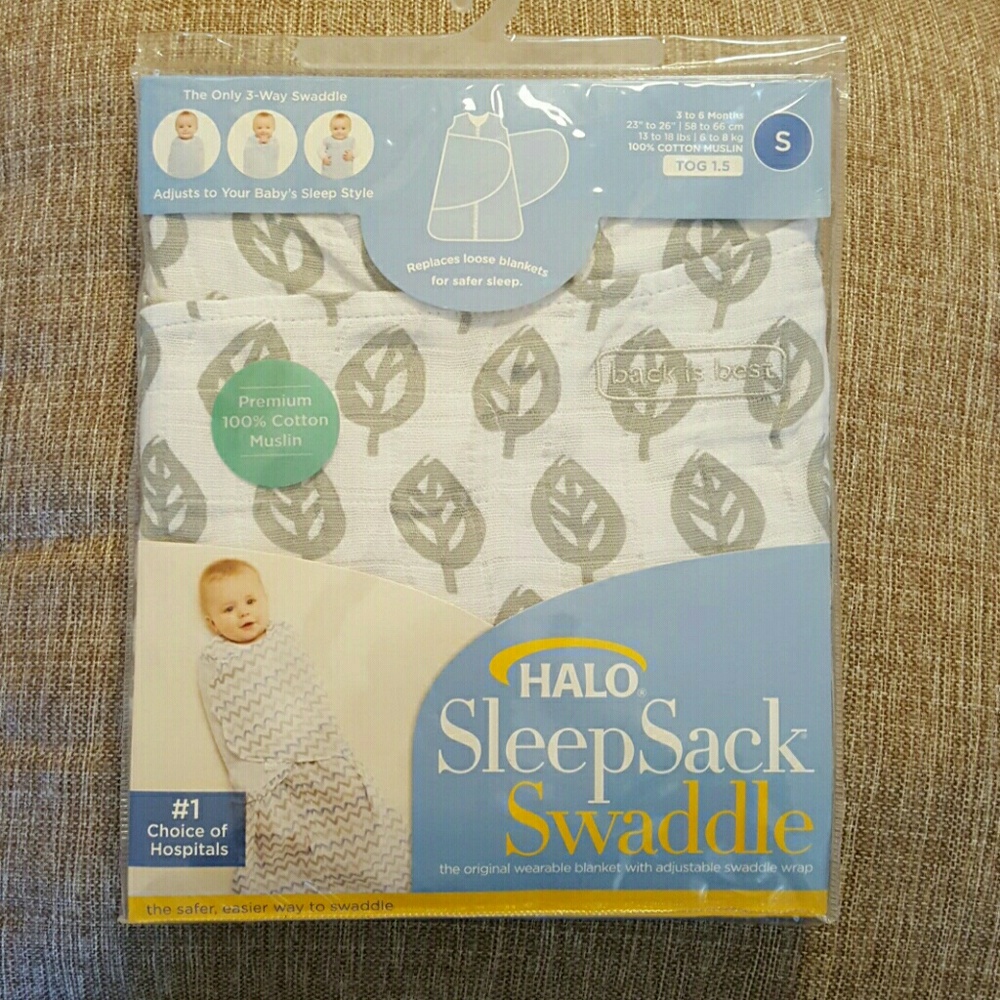 The Only 3-Way Swaddle
Adjusts to Your Baby's Sleep Style
Replaces loose blankets
for safer sleep.
3 to 6 Months
23" to 26" | 58 to 66 cm
13 to 18 lbs | 6 to 8 kg
100% COTTON MUSLIN
TOG 1.5
S
back is best
Premium
100% Cotton
Muslin
#1
Choice of
Hospitals
HALO®
SleepSack™
Swaddle
the original wearable blanket with adjustable swaddle wrap
the safer, easier way to swaddle